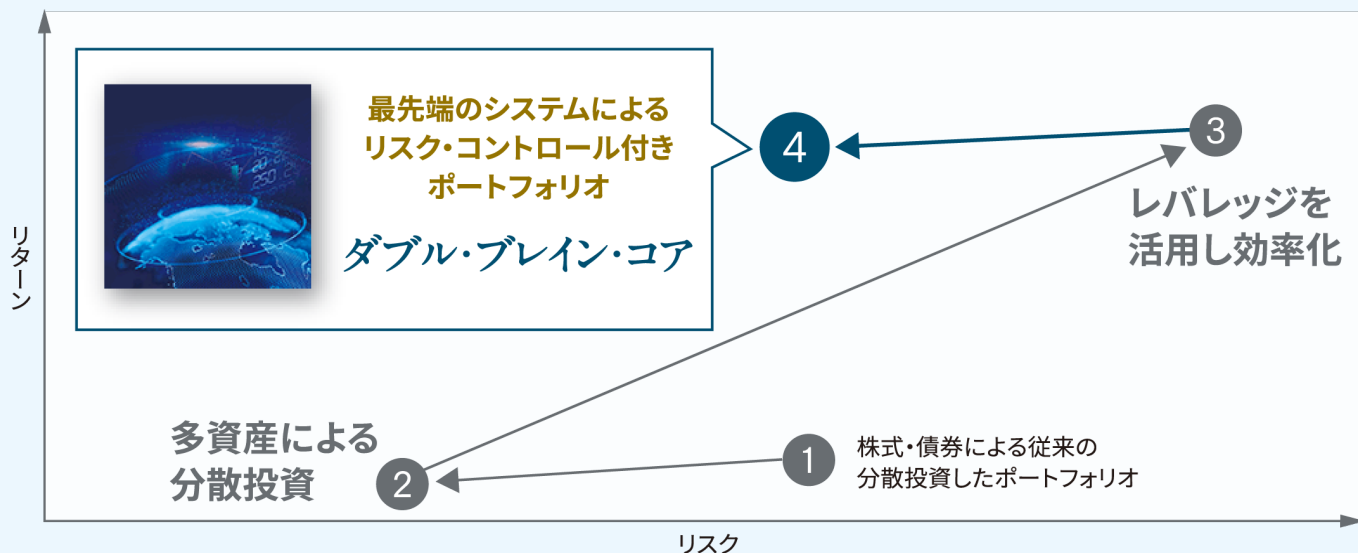 最先端のシステムによる
リスク・コントロール付き
ポートフォリオ
ダブル・ブレイン・コア
4
3
レバレッジを
活用し効率化
リターン
多資産による
分散投資
2
1
株式・債券による従来の
分散投資したポートフォリオ
リスク